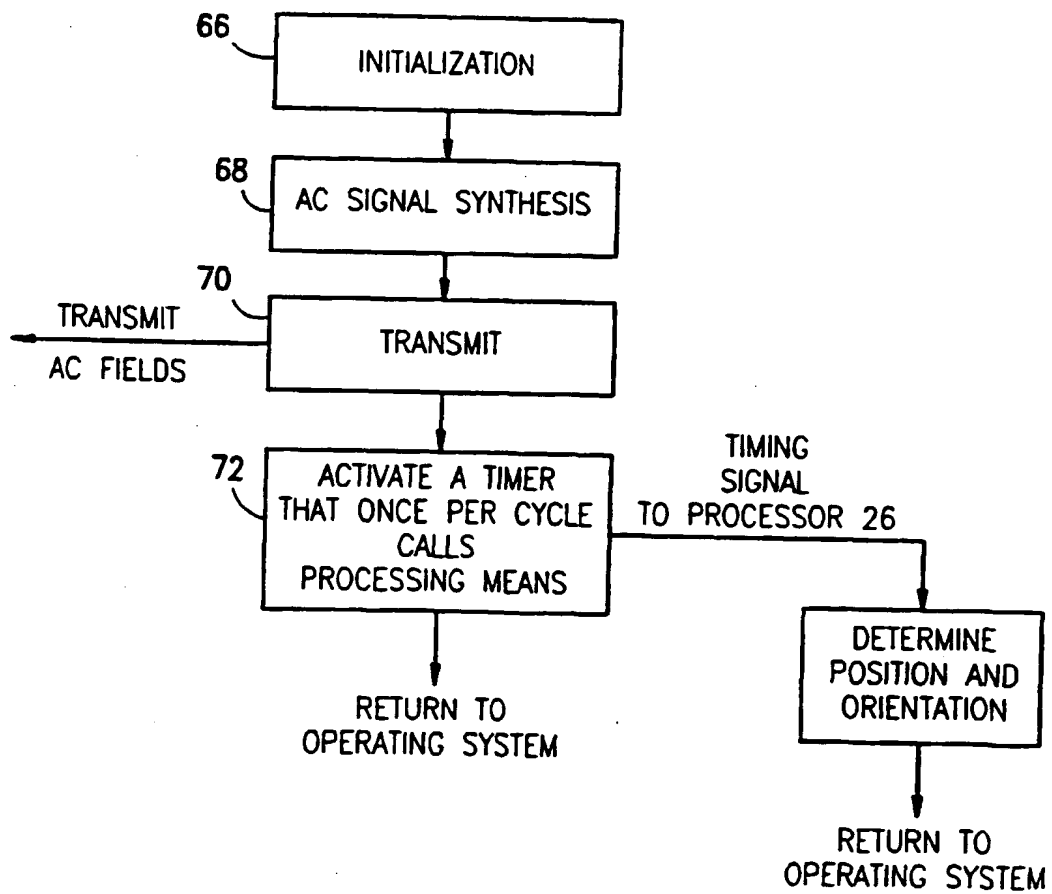 66
INITIALIZATION
68
AC SIGNAL SYNTHESIS
70
TRANSMIT
AC FIELDS
TRANSMIT
72
ACTIVATE A TIMER
THAT ONCE PER CYCLE
CALLS
PROCESSING MEANS
TIMING
SIGNAL
TO PROCESSOR 26
DETERMINE
POSITION AND
ORIENTATION
RETURN TO
OPERATING SYSTEM
RETURN TO
OPERATING SYSTEM